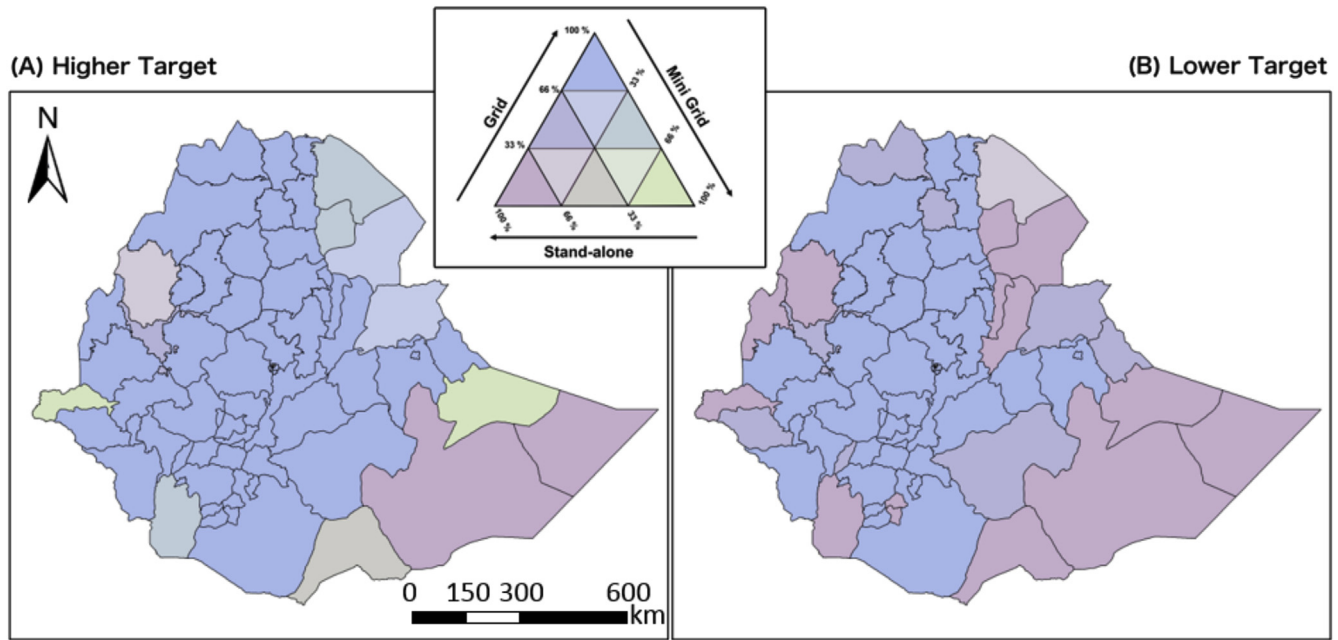 (A) Higher Target
(B) Lower Target
N
100 %
Grid
Mini Grid
66 %
33 %
33 %
66 %
100 %
100 %
66 %
33 %
Stand-alone
0 150 300 600
km